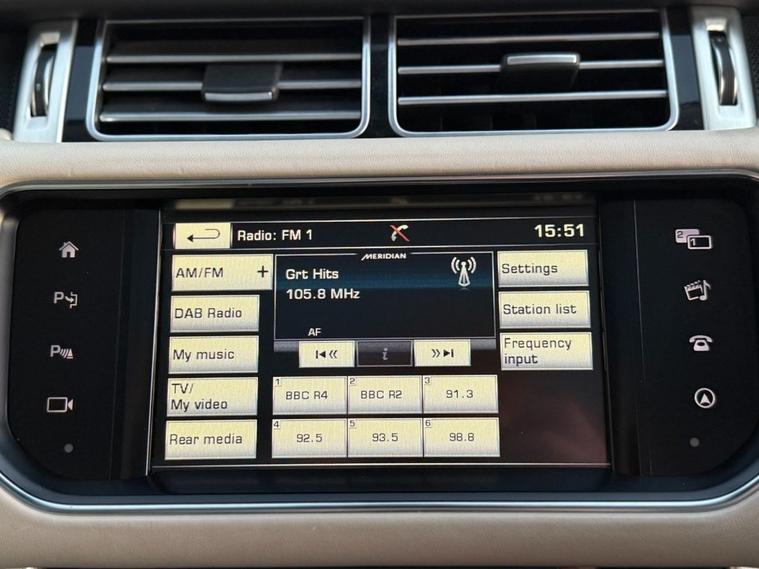 Radio: FM 1
15:51
AM/FM +
MERIDIAN
Grt Hits
105.8 MHz
AF
Settings
DAB Radio
Station list
My music
i
Frequency
input
TV/
My video
1 BBC R4
2 BBC R2
3 91.3
Rear media
4 92.5
5 93.5
6 98.8
P
P
2
1